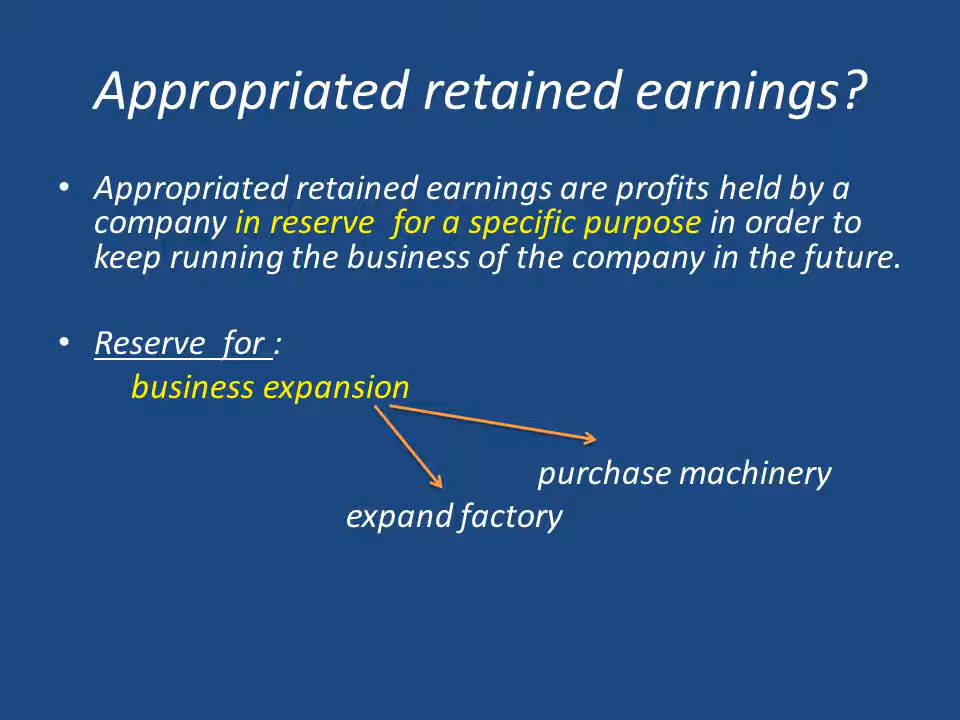 Appropriated retained earnings?
• Appropriated retained earnings are profits held by a
company in reserve for a specific purpose in order to
keep running the business of the company in the future.
• Reserve for :
business expansion
purchase machinery
expand factory